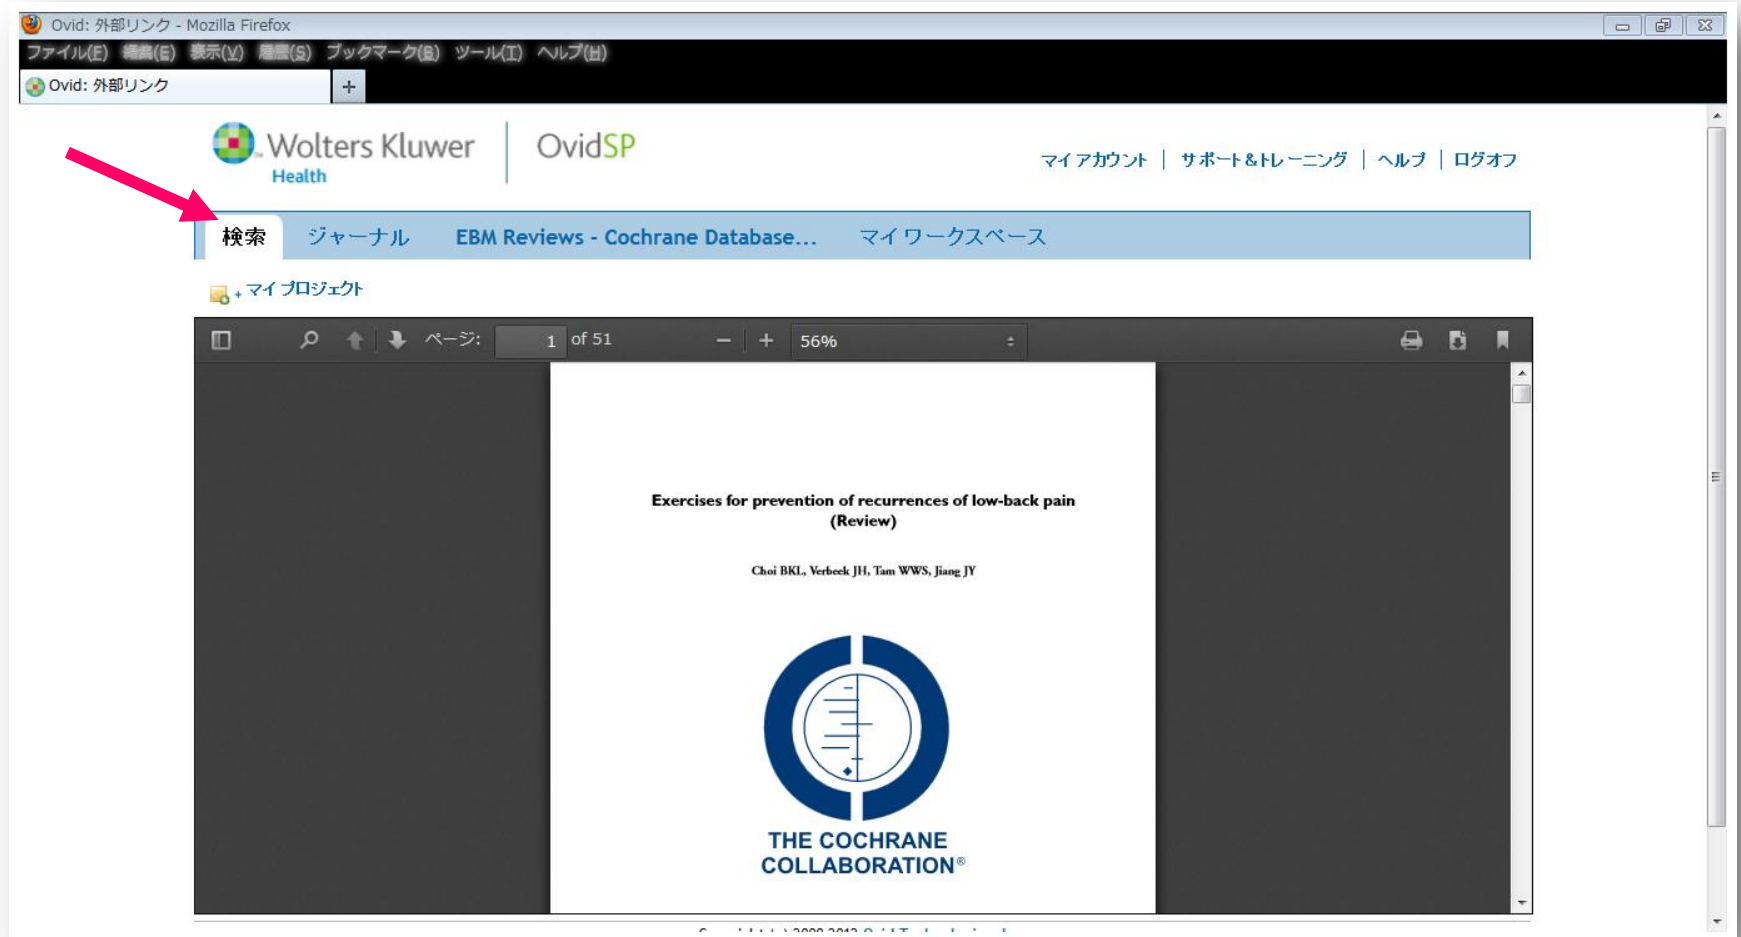 Ovid: 外部リンク - Mozilla Firefox
ファイル(F) 編集(E) 表示(V) 履歴(S) ブックマーク(B) ツール(T) ヘルプ(H)
Ovid: 外部リンク +
Wolters Kluwer OvidSP
Health
マイ アカウント | サポート&トレーニング | ヘルプ | ログオフ
検索 ジャーナル EBM Reviews - Cochrane Database... マイ ワークスペース
+ マイ プロジェクト
ページ: 1 of 51 − + 56%
Exercises for prevention of recurrences of low-back pain
(Review)
Choi BKL, Verbeek JH, Tam WWS, Jiang JY
THE COCHRANE
COLLABORATION®